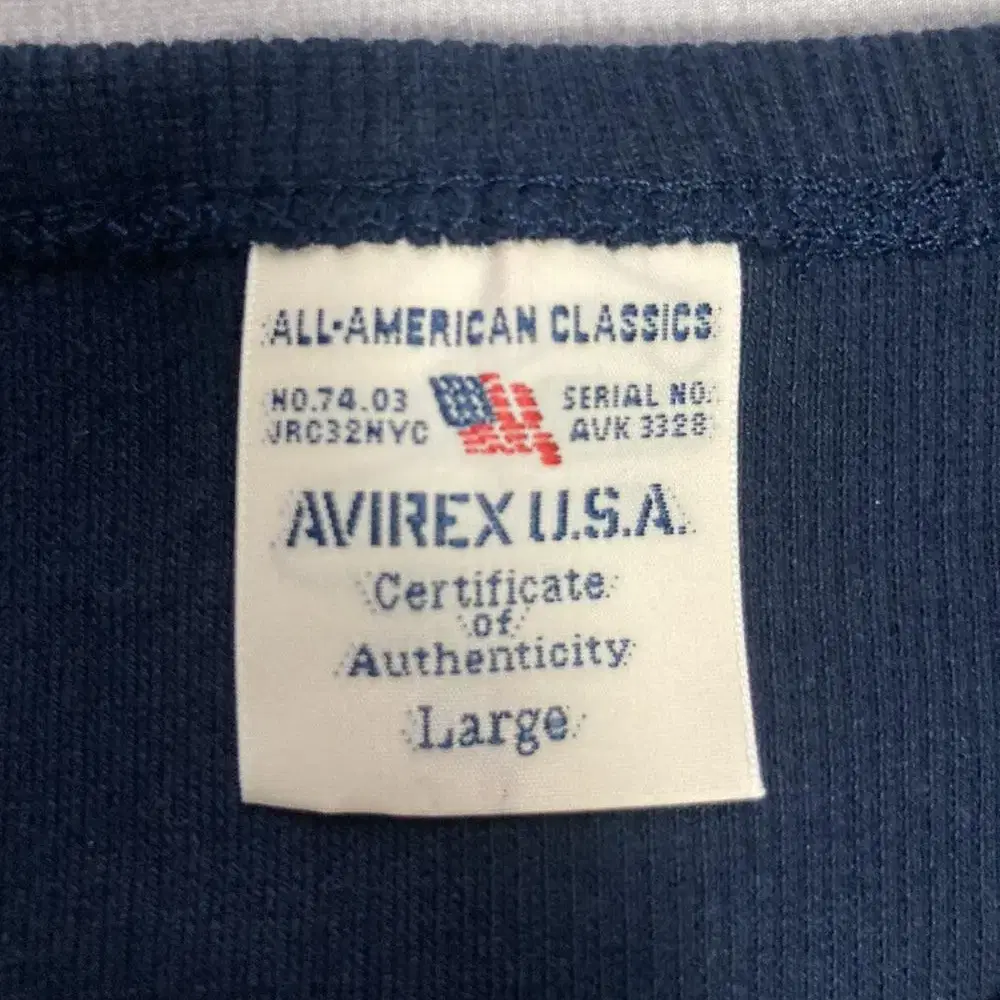 ALL-AMERICAN CLASSICS
NO.74.03
JRC32NYC
SERIAL NO.
AVK 3328
AVIREX U.S.A.
Certificate
of
Authenticity
Large